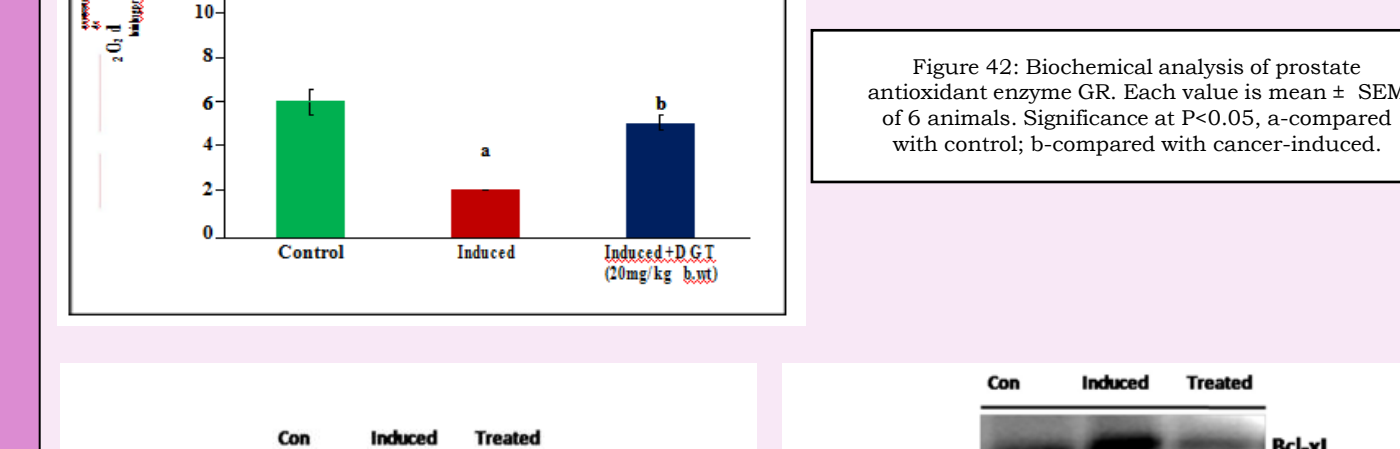 10
8
6
4
2
0
₂O₂ d
a
b
Control
Induced
Induced+D G T
(20mg/kg b.wt)
Figure 42: Biochemical analysis of prostate
antioxidant enzyme GR. Each value is mean ± SEM
of 6 animals. Significance at P<0.05, a-compared
with control; b-compared with cancer-induced.
Con Induced Treated
Con Induced Treated
Bcl-xl